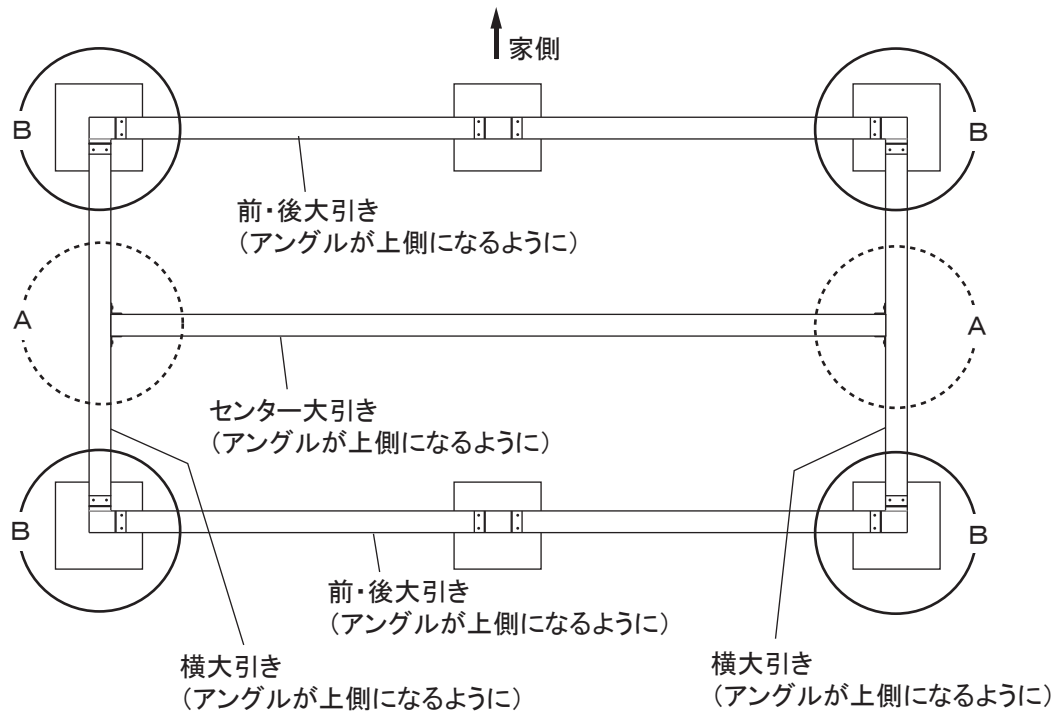 家側
B
B
前・後大引き
（アングルが上側になるように）
A
A
センター大引き
（アングルが上側になるように）
B
B
前・後大引き
（アングルが上側になるように）
横大引き
（アングルが上側になるように）
横大引き
（アングルが上側になるように）